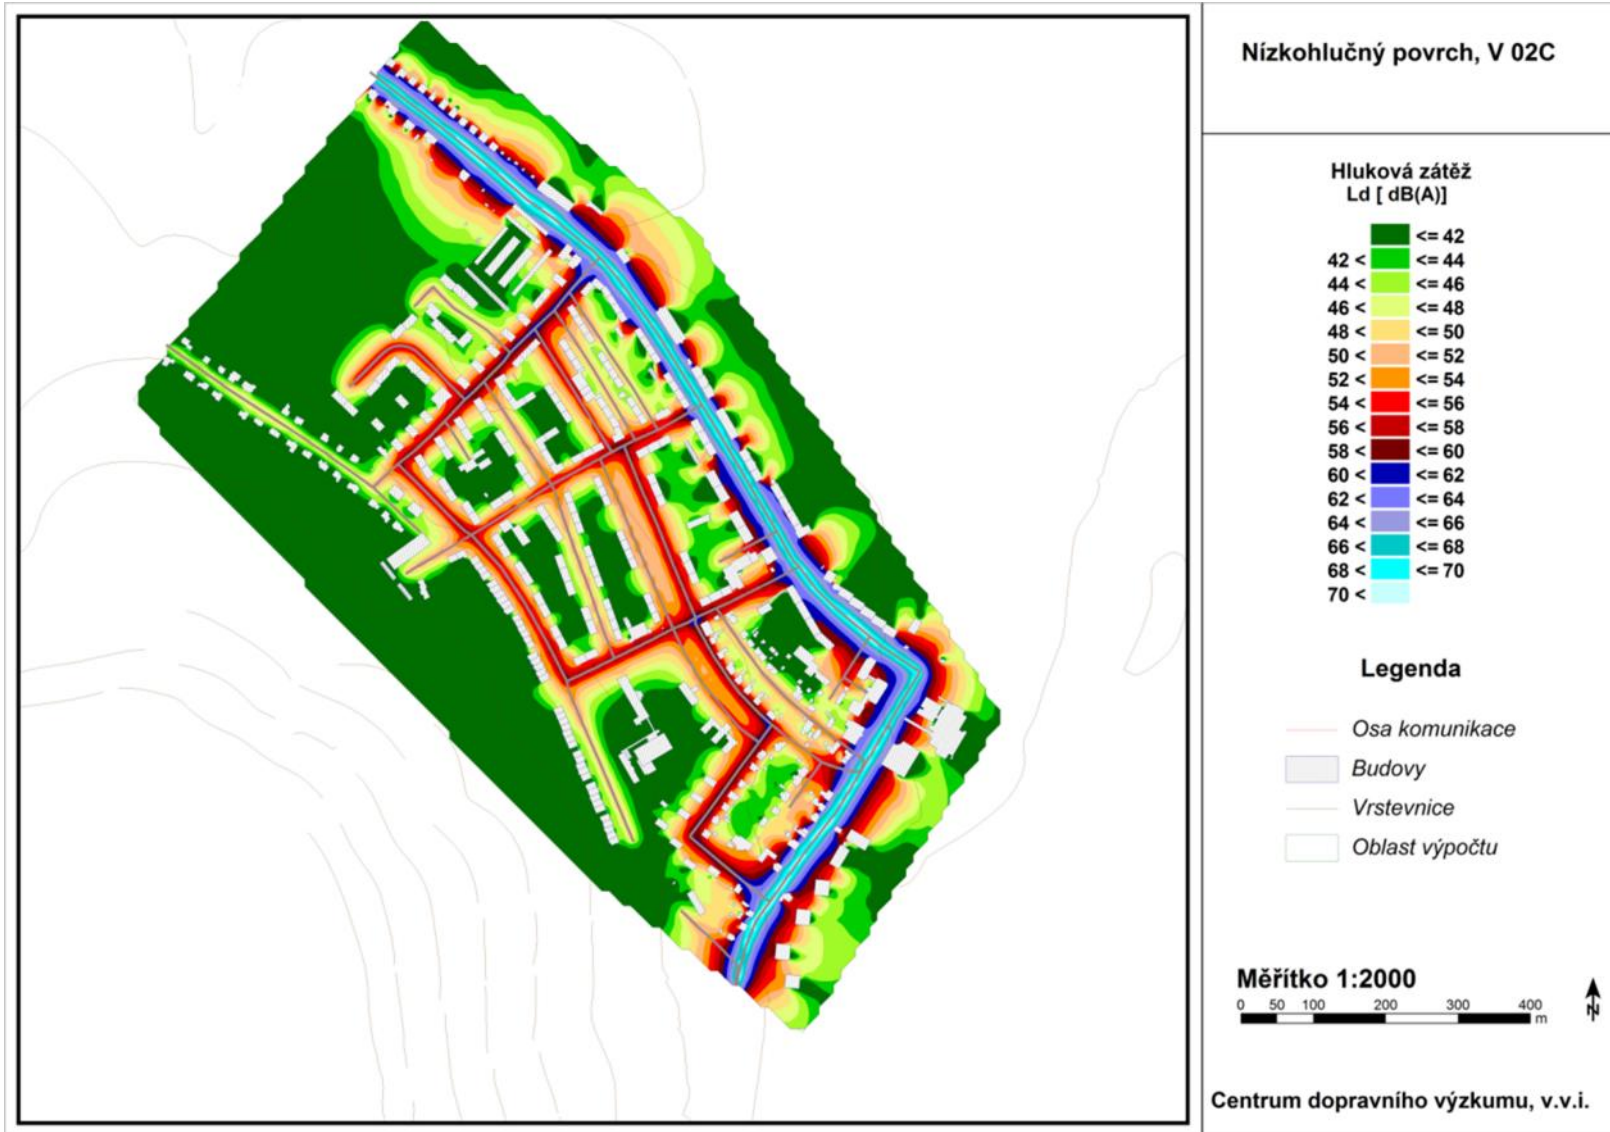 Nízkohlučný povrch, V 02C
Hluková zátěž
Ld [ dB(A)]
<= 42
42 < <= 44
44 < <= 46
46 < <= 48
48 < <= 50
50 < <= 52
52 < <= 54
54 < <= 56
56 < <= 58
58 < <= 60
60 < <= 62
62 < <= 64
64 < <= 66
66 < <= 68
68 < <= 70
70 <
Legenda
Osa komunikace
Budovy
Vrstevnice
Oblast výpočtu
Měřítko 1:2000
0 50 100 200 300 400
m
N
Centrum dopravního výzkumu, v.v.i.